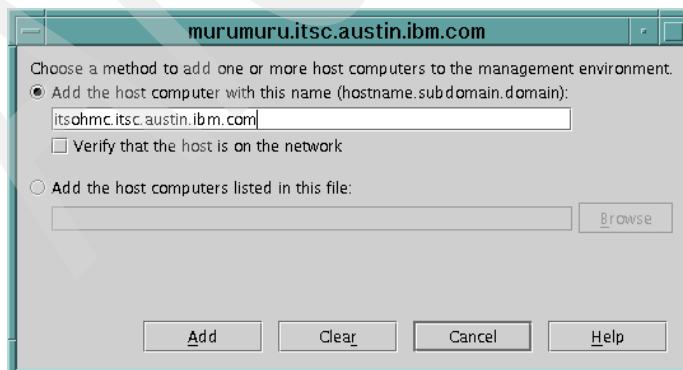 murumuru.itsc.austin.ibm.com
Choose a method to add one or more host computers to the management environment.
Add the host computer with this name (hostname.subdomain.domain):
itsohmc.itsc.austin.ibm.com
Verify that the host is on the network
Add the host computers listed in this file:
Browse
Add Clear Cancel Help